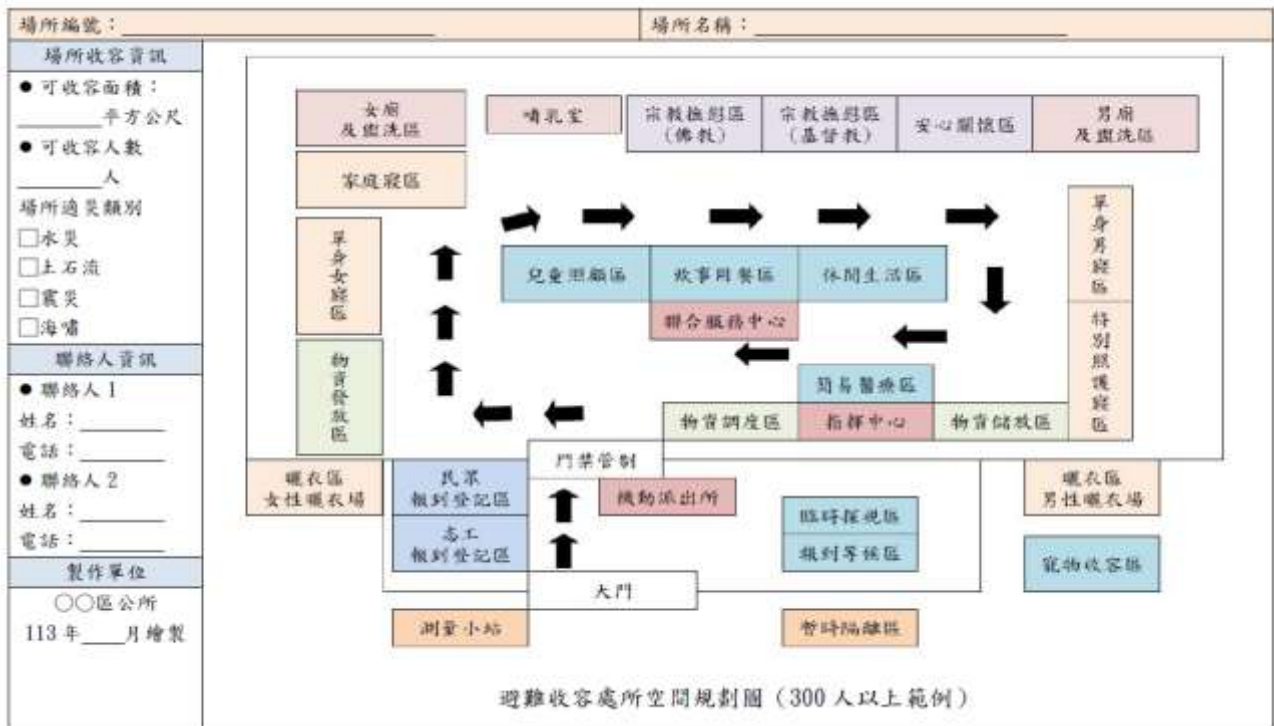 場所編號：
場所名稱：
場所收容資訊
● 可收容面積：
平方公尺
● 可收容人數
人
場所適災類別
□水災
□土石流
□震災
□海嘯
聯絡人資訊
● 聯絡人 1
姓名：
電話：
● 聯絡人 2
姓名：
電話：
製作單位
○○區公所
113 年 月繪製
女廁
及盥洗區
哺乳室
宗教撫慰區
(佛教)
宗教撫慰區
(基督教)
安心關懷區
男廁
及盥洗區
家庭寢區
單身女寢區
物資發放區
兒童照顧區
炊事用餐區
休閒生活區
聯合服務中心
單身男寢區
特別照護寢區
簡易醫療區
物資調度區
指揮中心
物資儲放區
門禁管制
曬衣區
女性曬衣場
民眾
報到登記區
志工
報到登記區
機動派出所
臨時探視區
報到等候區
曬衣區
男性曬衣場
寵物收容區
大門
測量小站
暫時隔離區
避難收容處所空間規劃圖（300 人以上範例）